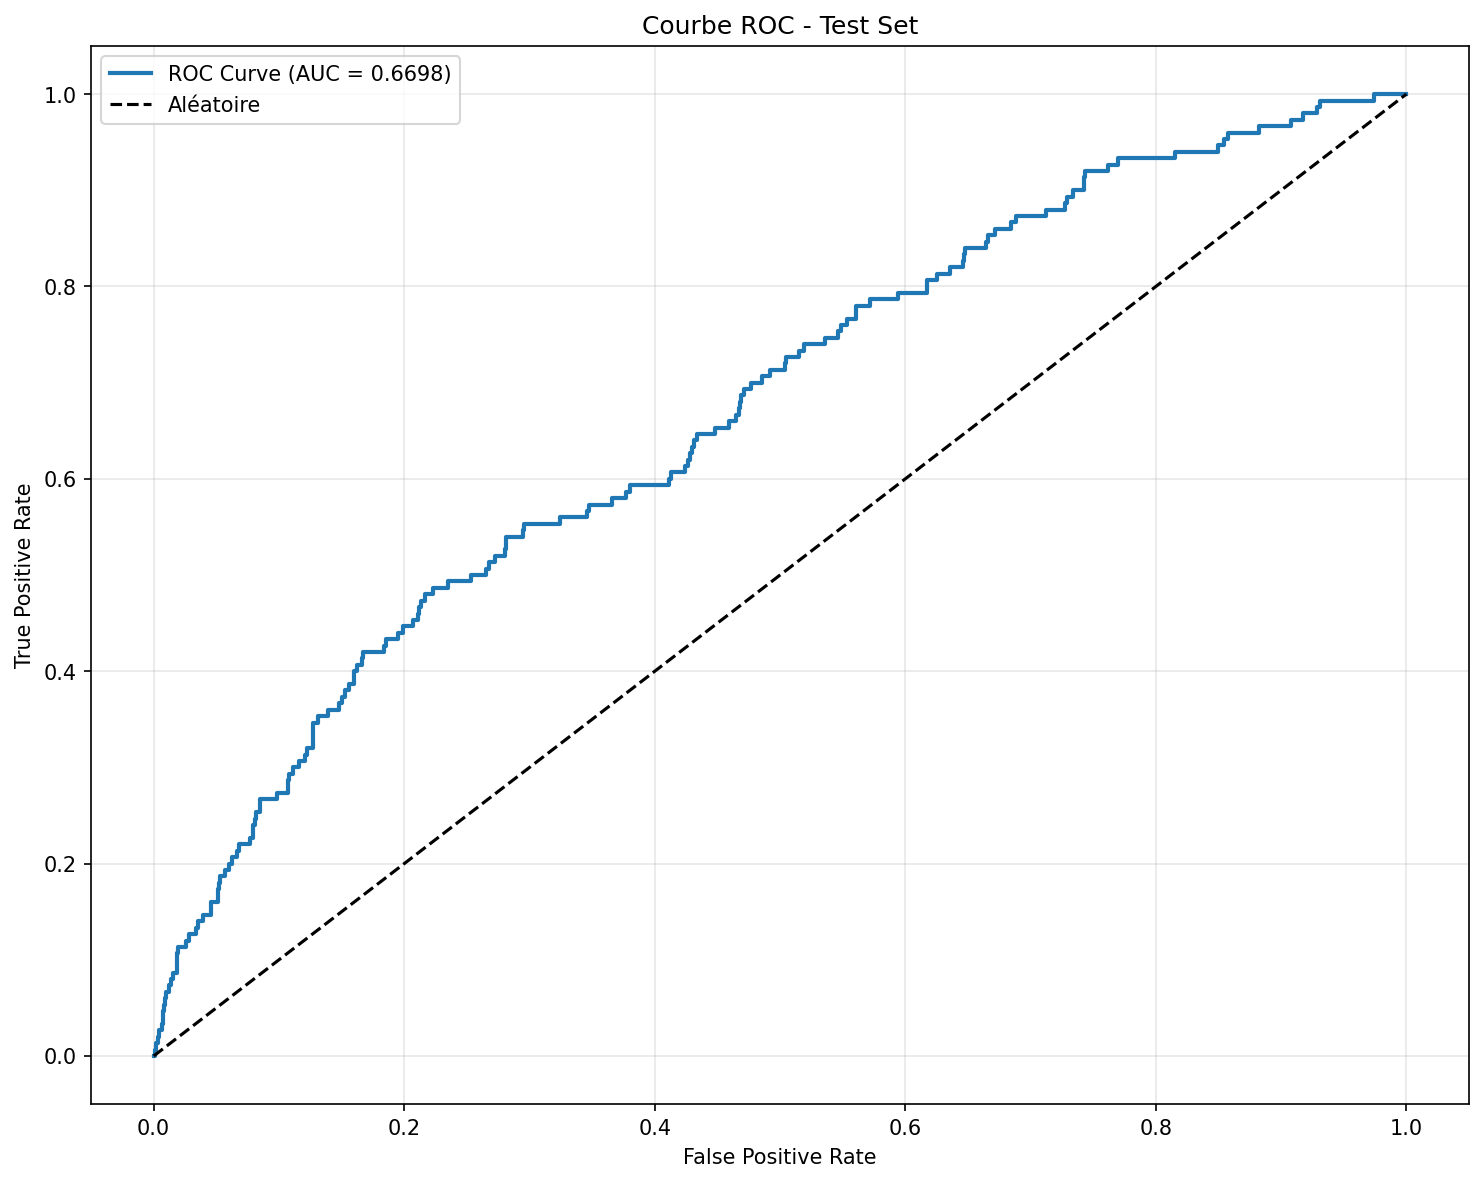 Courbe ROC - Test Set
ROC Curve (AUC = 0.6698)
Aléatoire
True Positive Rate
1.0
0.8
0.6
0.4
0.2
0.0
0.0 0.2 0.4 0.6 0.8 1.0
False Positive Rate